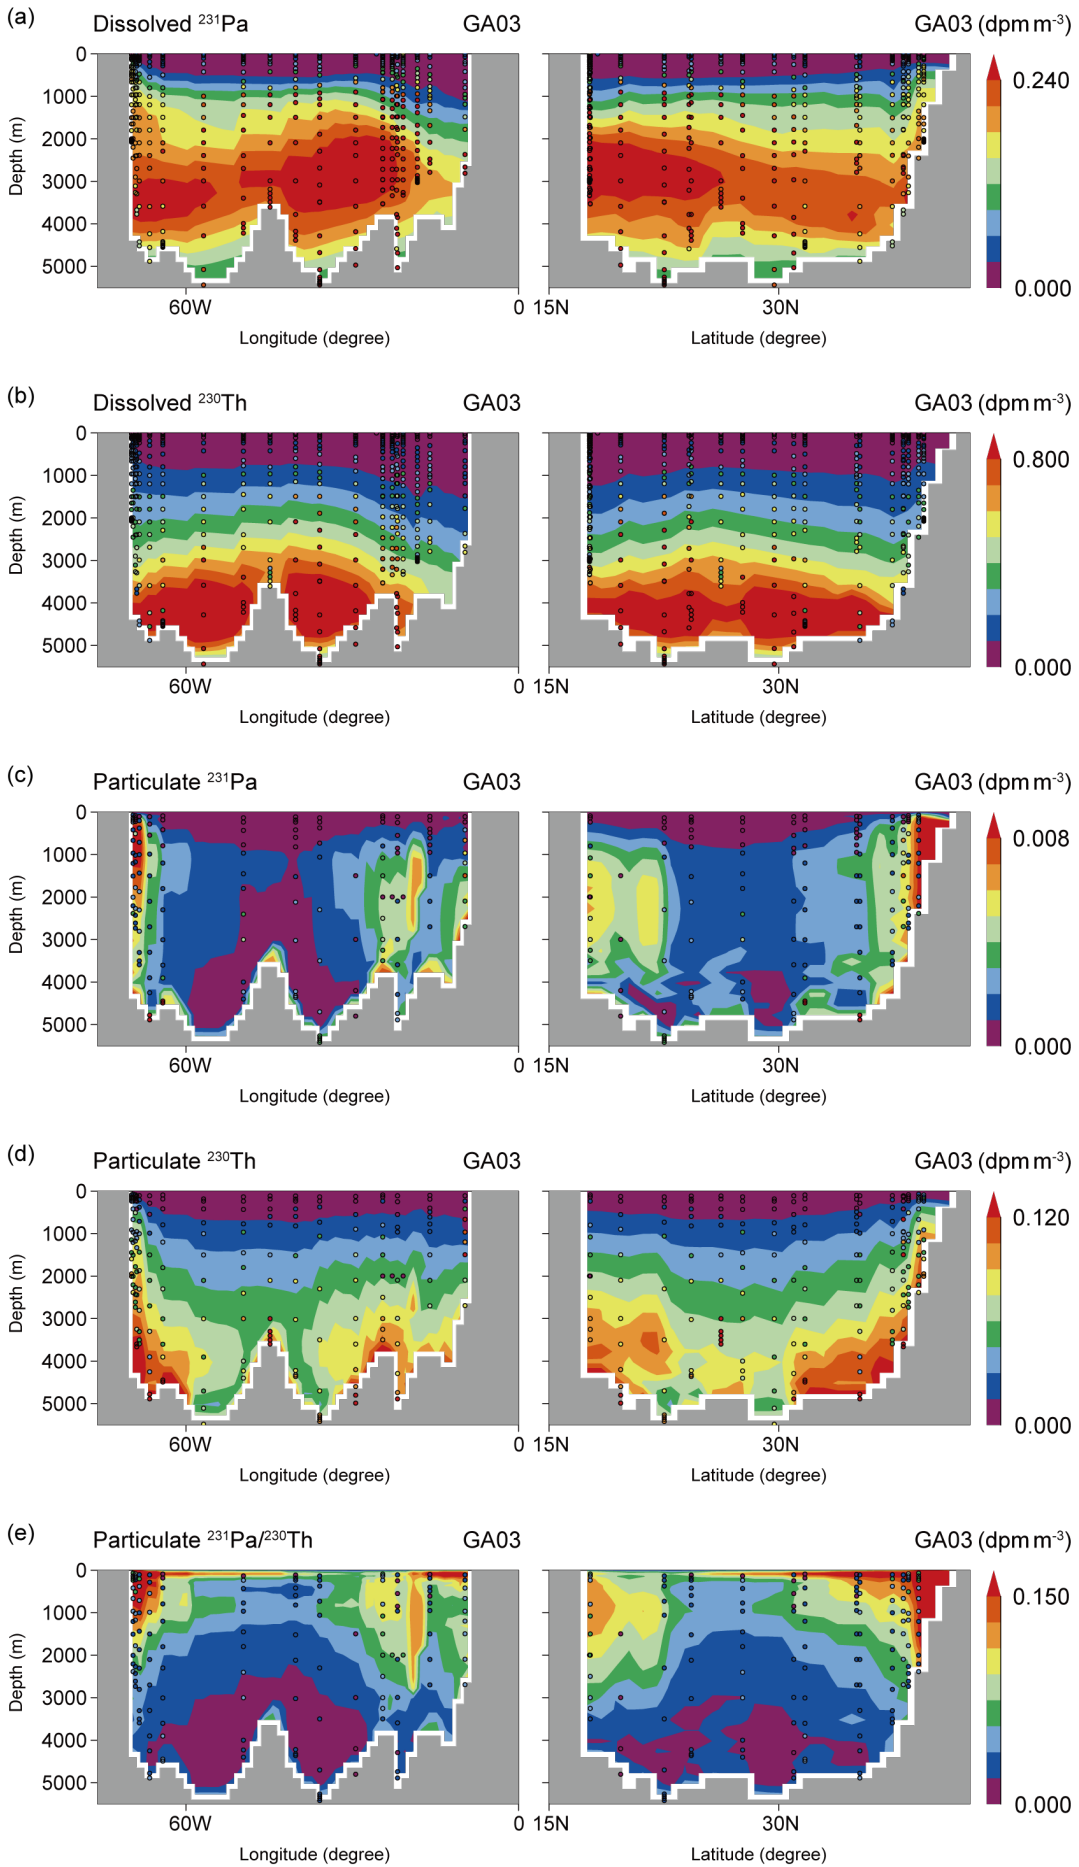 (a)
Dissolved ²³¹Pa GA03 GA03 (dpm m⁻³)
0 0.240
1000
2000
3000
4000
5000 0.000
60W 0 15N 30N
Depth (m)
Longitude (degree) Latitude (degree)
(b)
Dissolved ²³⁰Th GA03 GA03 (dpm m⁻³)
0 0.800
1000
2000
3000
4000
5000 0.000
60W 0 15N 30N
Depth (m)
Longitude (degree) Latitude (degree)
(c)
Particulate ²³¹Pa GA03 GA03 (dpm m⁻³)
0 0.008
1000
2000
3000
4000
5000 0.000
60W 0 15N 30N
Depth (m)
Longitude (degree) Latitude (degree)
(d)
Particulate ²³⁰Th GA03 GA03 (dpm m⁻³)
0 0.120
1000
2000
3000
4000
5000 0.000
60W 0 15N 30N
Depth (m)
Longitude (degree) Latitude (degree)
(e)
Particulate ²³¹Pa/²³⁰Th GA03 GA03 (dpm m⁻³)
0 0.150
1000
2000
3000
4000
5000 0.000
60W 0 15N 30N
Depth (m)
Longitude (degree) Latitude (degree)